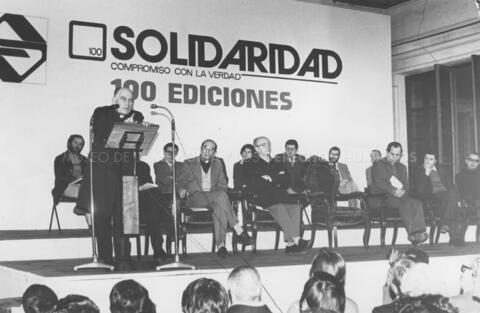 100 SOLIDARIDAD
COMPROMISO CON LA VERDAD
100 EDICIONES